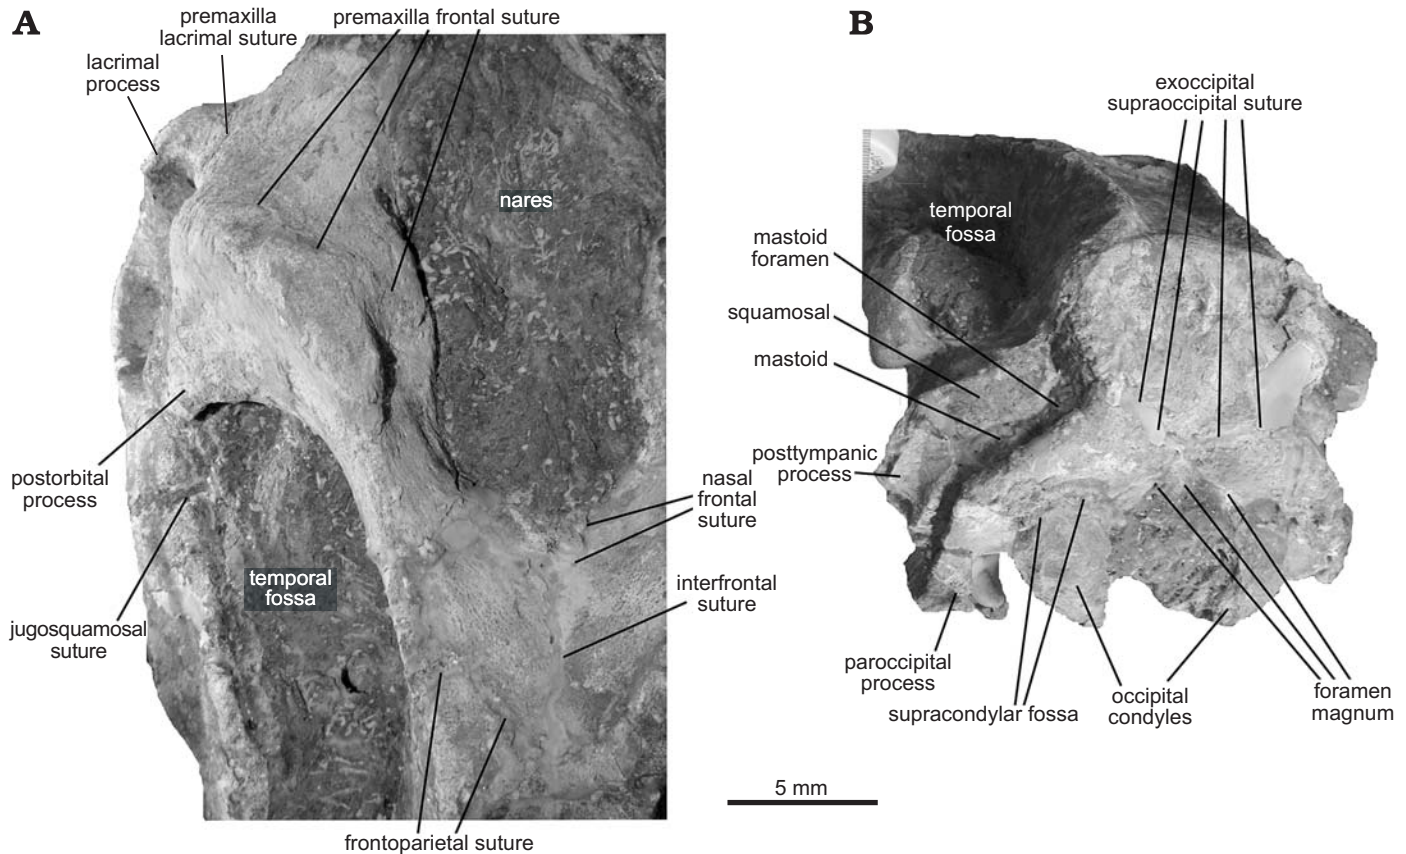 A
premaxilla
lacrimal suture
premaxilla frontal suture
lacrimal
process
nares
postorbital
process
nasal
frontal
suture
temporal
fossa
interfrontal
suture
jugosquamosal
suture
frontoparietal suture
B
exoccipital
supraoccipital suture
temporal
fossa
mastoid
foramen
squamosal
mastoid
posttympanic
process
paroccipital
process
supracondylar fossa
occipital
condyles
foramen
magnum
5 mm